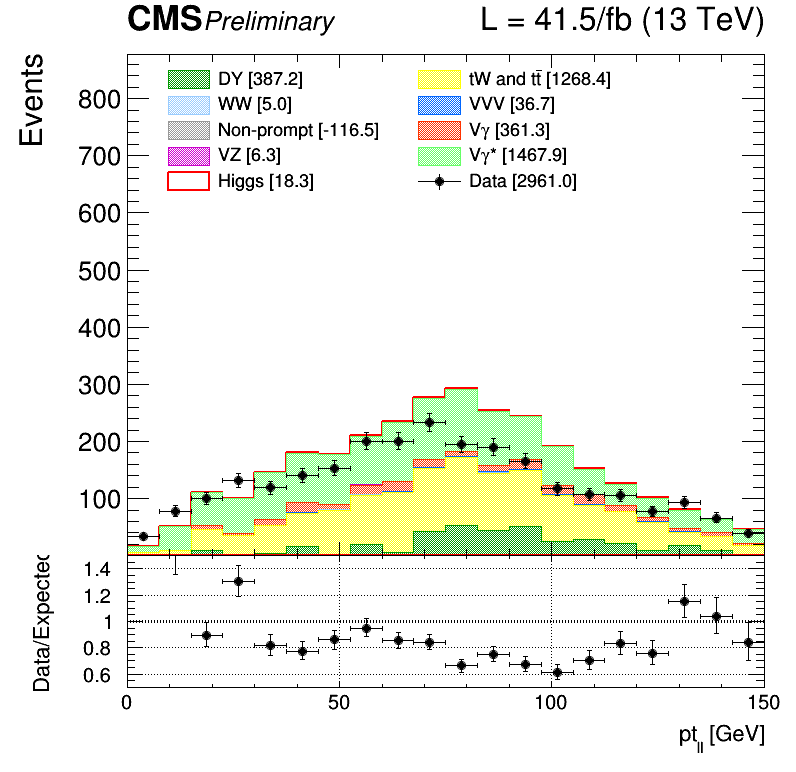 CMS Preliminary L = 41.5/fb (13 TeV)
Events
DY [387.2]
WW [5.0]
Non-prompt [-116.5]
VZ [6.3]
Higgs [18.3]
tW and tt̄ [1268.4]
VVV [36.7]
Vγ [361.3]
Vγ* [1467.9]
Data [2961.0]
800
700
600
500
400
300
200
100
Data/Expected
1.4
1.2
1
0.8
0.6
0 50 100 150
pt_ll [GeV]